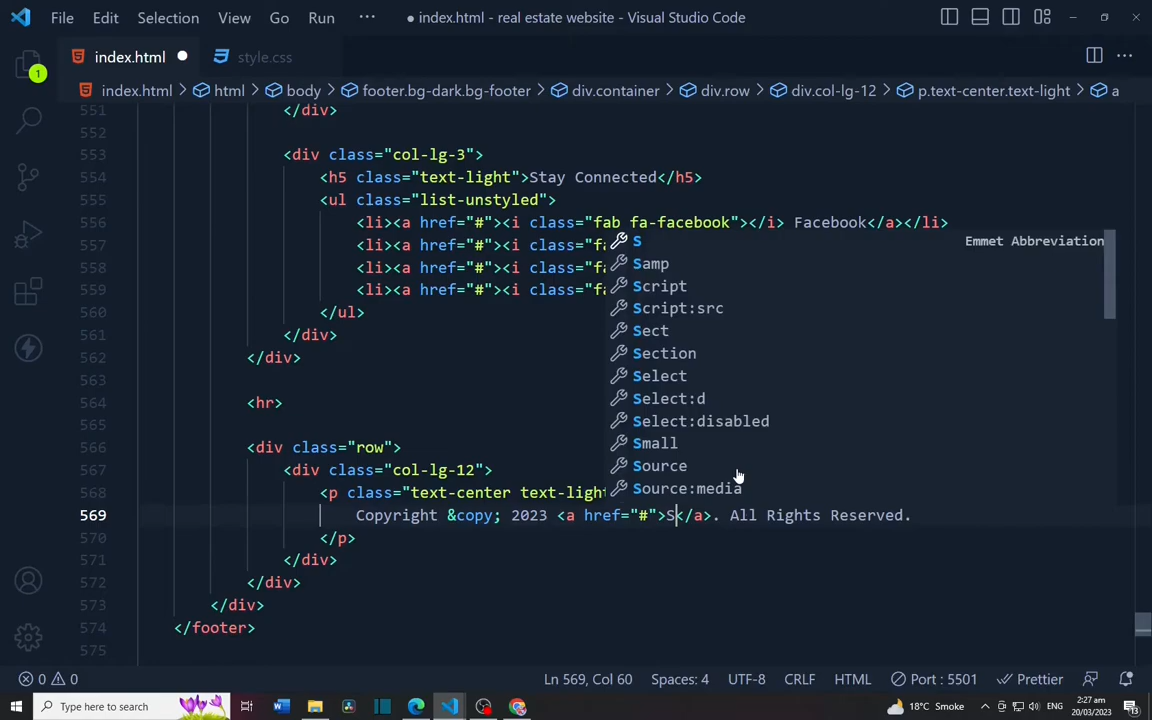 File Edit Selection View Go Run ··· ● index.html - real estate website - Visual Studio Code
index.html ● style.css
index.html > html > body > footer.bg-dark.bg-footer > div.container > div.row > div.col-lg-12 > p.text-center.text-light > a
1
551 </div>
552
553 <div class="col-lg-3">
554 <h5 class="text-light">Stay Connected</h5>
555 <ul class="list-unstyled">
556 <li><a href="#"><i class="fab fa-facebook"></i> Facebook</a></li>
557 <li><a href="#"><i class="fa S Emmet Abbreviation
558 <li><a href="#"><i class="fa Samp
559 <li><a href="#"><i class="fa Script
560 </ul> Script:src
561 </div> Sect
562 </div> Section
563 Select
564 <hr> Select:d
565 Select:disabled
566 <div class="row"> Small
567 <div class="col-lg-12"> Source
568 <p class="text-center text-light Source:media
569 Copyright &copy; 2023 <a href="#">S</a>. All Rights Reserved.
570 </p>
571 </div>
572 </div>
573 </div>
574 </footer>
575
0 0 Ln 569, Col 60 Spaces: 4 UTF-8 CRLF HTML Port : 5501 Prettier
Type here to search 18°C Smoke ENG 2:27 am
20/03/2023 13